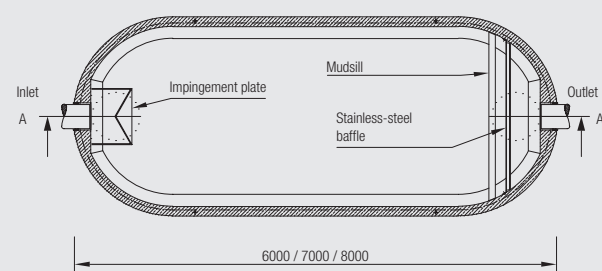 Mudsill
Inlet
Impingement plate
Outlet
Stainless-steel
baffle
A
A
6000 / 7000 / 8000